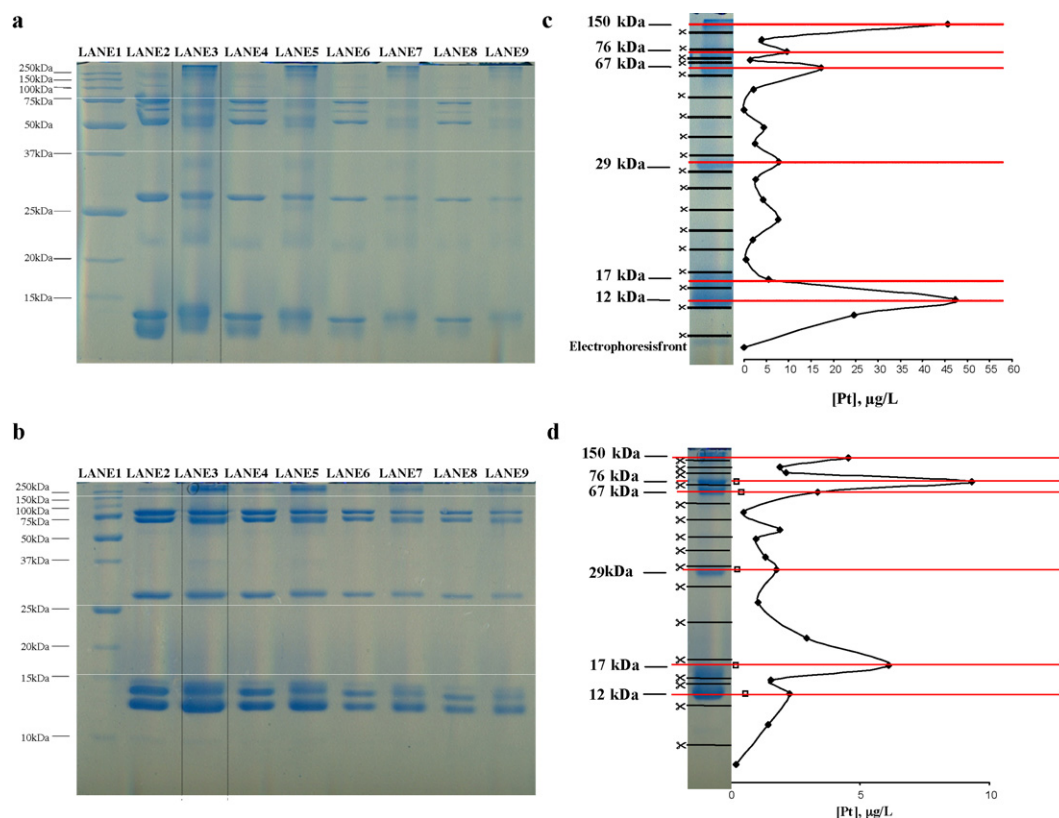 a
LANE1 LANE2 LANE3 LANE4 LANE5 LANE6 LANE7 LANE8 LANE9
250kDa
150kDa
100kDa
75kDa
50kDa
37kDa
25kDa
20kDa
15kDa
c
150 kDa
76 kDa
67 kDa
29 kDa
17 kDa
12 kDa
Electrophoresisfront
0 5 10 15 20 25 30 35 40 45 50 55 60
[Pt], µg/L
b
LANE1 LANE2 LANE3 LANE4 LANE5 LANE6 LANE7 LANE8 LANE9
250kDa
150kDa
100kDa
75kDa
50kDa
37kDa
25kDa
20kDa
15kDa
10kDa
d
150 kDa
76 kDa
67 kDa
29kDa
17 kDa
12 kDa
0 5 10
[Pt], µg/L